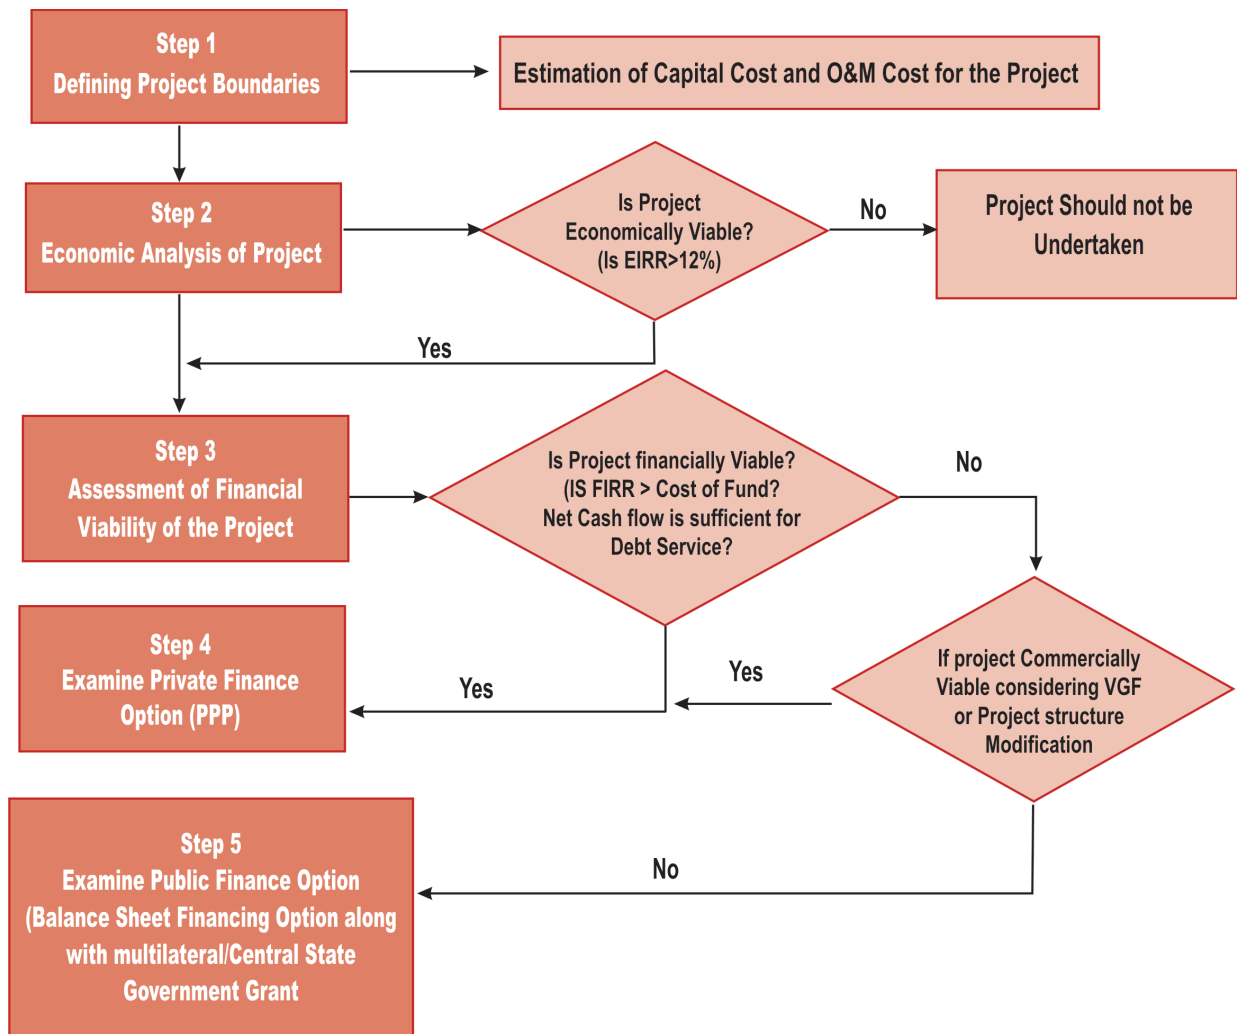 Step 1
Defining Project Boundaries
Estimation of Capital Cost and O&M Cost for the Project
Step 2
Economic Analysis of Project
Is Project
Economically Viable?
(Is EIRR>12%)
No
Project Should not be
Undertaken
Yes
Step 3
Assessment of Financial
Viability of the Project
Is Project financially Viable?
(IS FIRR > Cost of Fund?
Net Cash flow is sufficient for
Debt Service?
No
Step 4
Examine Private Finance
Option (PPP)
Yes
Yes
If project Commercially
Viable considering VGF
or Project structure
Modification
Step 5
Examine Public Finance Option
(Balance Sheet Financing Option along
with multilateral/Central State
Government Grant
No